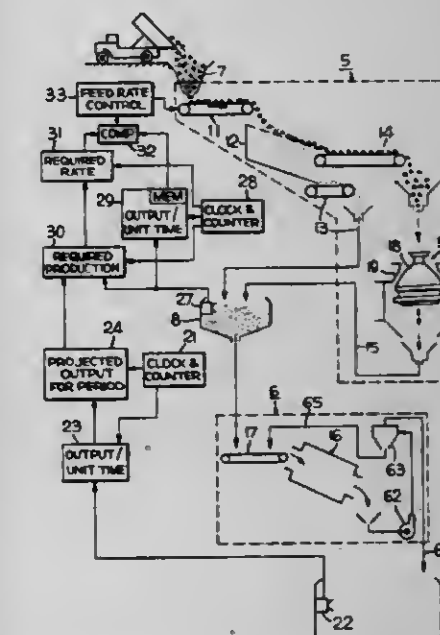 5
7
33
FEED RATE
CONTROL
11
12
14
31
COMP
32
REQUIRED
RATE
MEM
29
OUTPUT/
UNIT TIME
28
CLOCK &
COUNTER
13
18
19
30
REQUIRED
PRODUCTION
27
8
24
PROJECTED
OUTPUT
FOR PERIOD
21
CLOCK &
COUNTER
15
23
OUTPUT/
UNIT TIME
6
65
17
16
63
62
22